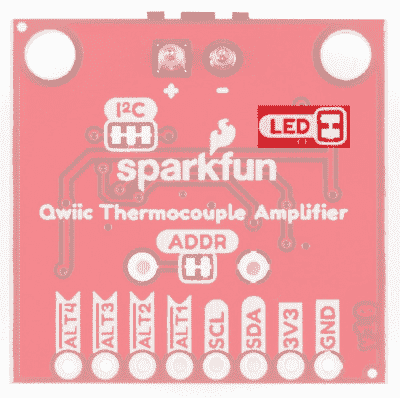 + -
I²C
LED
sparkfun
Qwiic Thermocouple Amplifier
ADDR
ALT4 ALT3 ALT2 ALT1 SCL SDA 3V3 GND